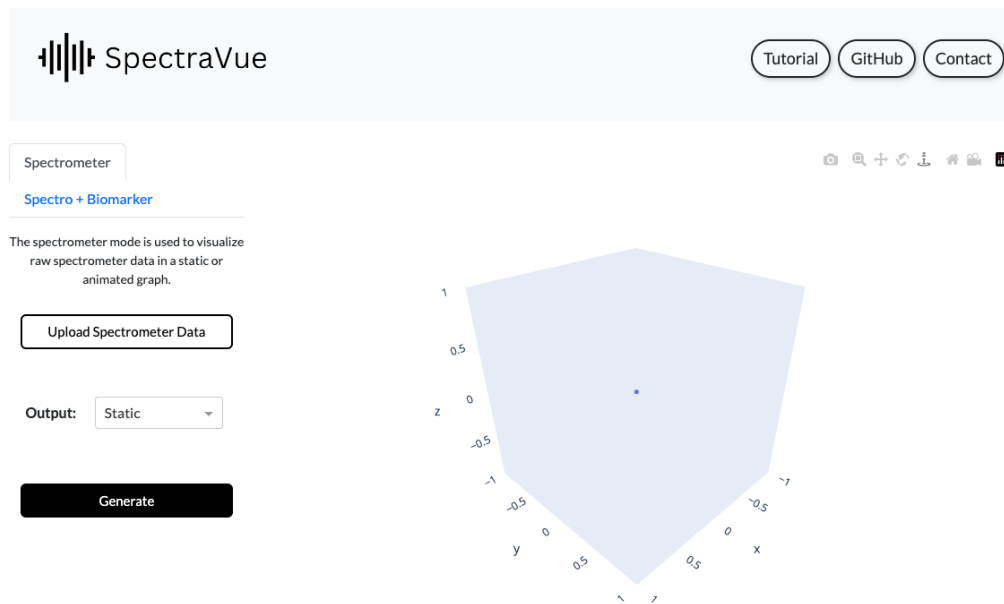 SpectraVue
Tutorial
GitHub
Contact
Spectrometer
Spectro + Biomarker
The spectrometer mode is used to visualize
raw spectrometer data in a static or
animated graph.
Upload Spectrometer Data
Output:
Static
Generate
1
0.5
0
−0.5
−1
z
−0.5
0
0.5
1
y
−1
−0.5
0
0.5
1
x